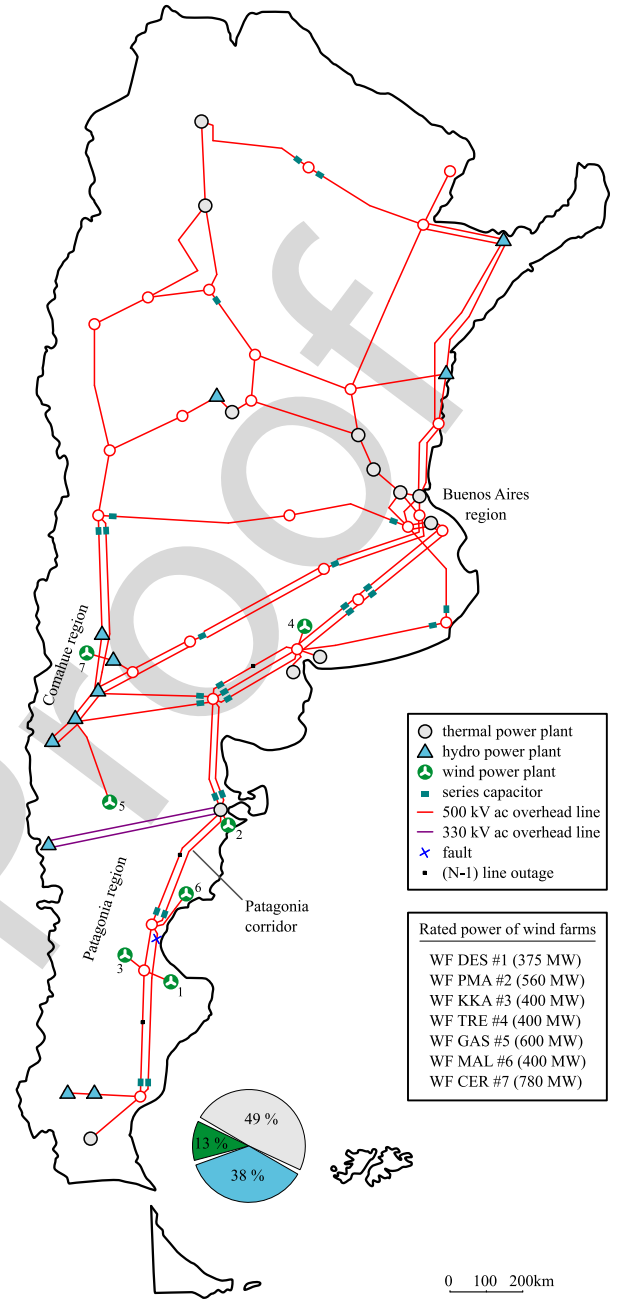 Proof
Buenos Aires
region
4
Comahue region
7
5
2
6
Patagonia
corridor
Patagonia region
3
1
thermal power plant
hydro power plant
wind power plant
series capacitor
500 kV ac overhead line
330 kV ac overhead line
fault
(N-1) line outage
Rated power of wind farms
WF DES #1 (375 MW)
WF PMA #2 (560 MW)
WF KKA #3 (400 MW)
WF TRE #4 (400 MW)
WF GAS #5 (600 MW)
WF MAL #6 (400 MW)
WF CER #7 (780 MW)
49 %
13 %
38 %
0 100 200km